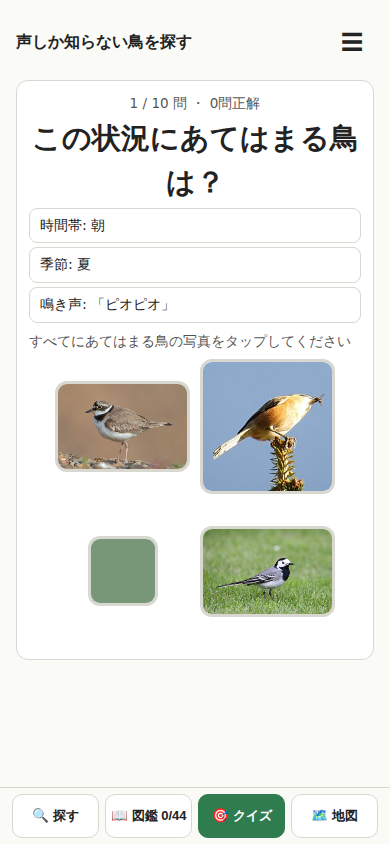 声しか知らない鳥を探す
1 / 10 問 ・ 0問正解
この状況にあてはまる鳥
は？
時間帯: 朝
季節: 夏
鳴き声: 「ピオピオ」
すべてにあてはまる鳥の写真をタップしてください
探す 図鑑 0/44 クイズ 地図